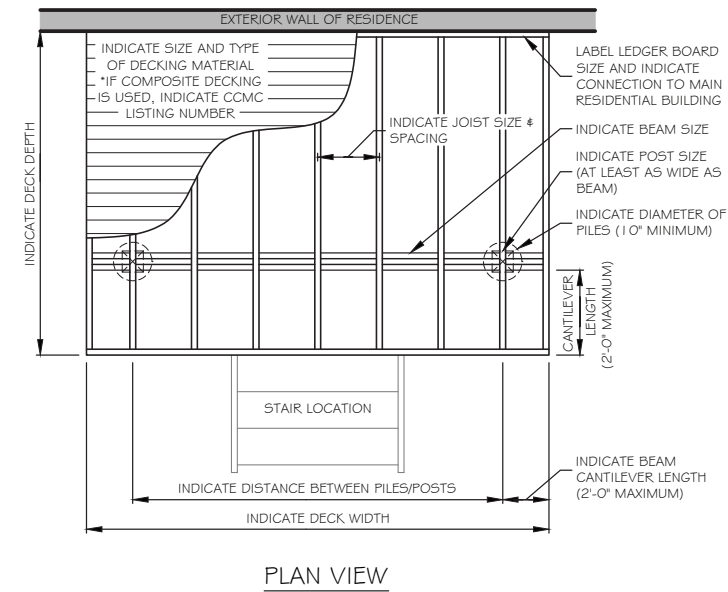 EXTERIOR WALL OF RESIDENCE
INDICATE SIZE AND TYPE
OF DECKING MATERIAL
*IF COMPOSITE DECKING
IS USED, INDICATE CCMC
LISTING NUMBER
INDICATE JOIST SIZE &
SPACING
LABEL LEDGER BOARD
SIZE AND INDICATE
CONNECTION TO MAIN
RESIDENTIAL BUILDING
INDICATE BEAM SIZE
INDICATE POST SIZE
(AT LEAST AS WIDE AS
BEAM)
INDICATE DIAMETER OF
PILES (10" MINIMUM)
INDICATE DECK DEPTH
CANTILEVER
LENGTH
(2'-0" MAXIMUM)
STAIR LOCATION
INDICATE DISTANCE BETWEEN PILES/POSTS
INDICATE BEAM
CANTILEVER LENGTH
(2'-0" MAXIMUM)
INDICATE DECK WIDTH
PLAN VIEW